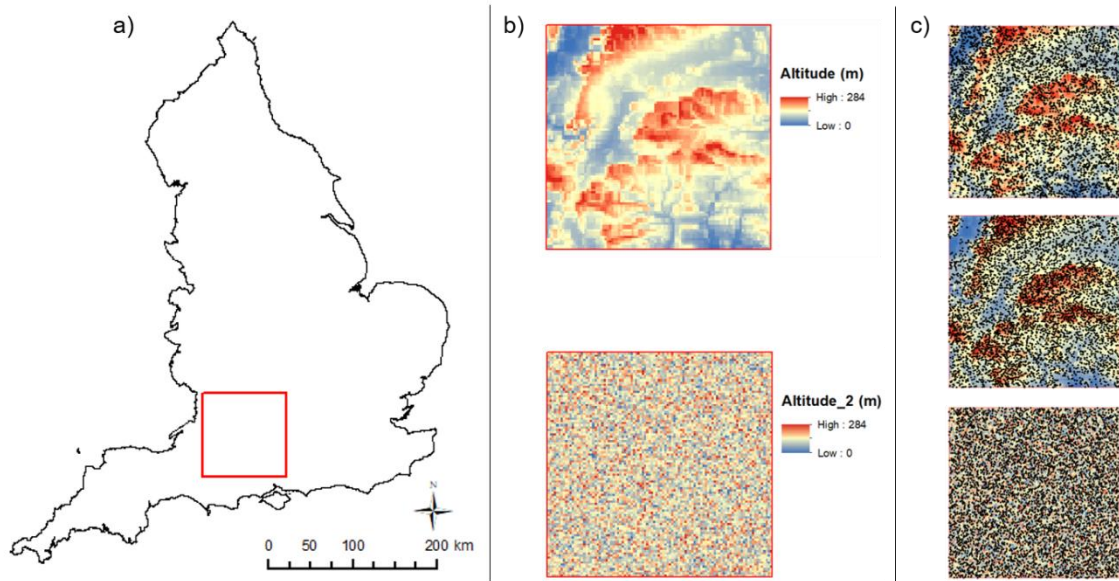 a)
N
0 50 100 200 km
b)
Altitude (m)
High : 284
Low : 0
Altitude_2 (m)
High : 284
Low : 0
c)